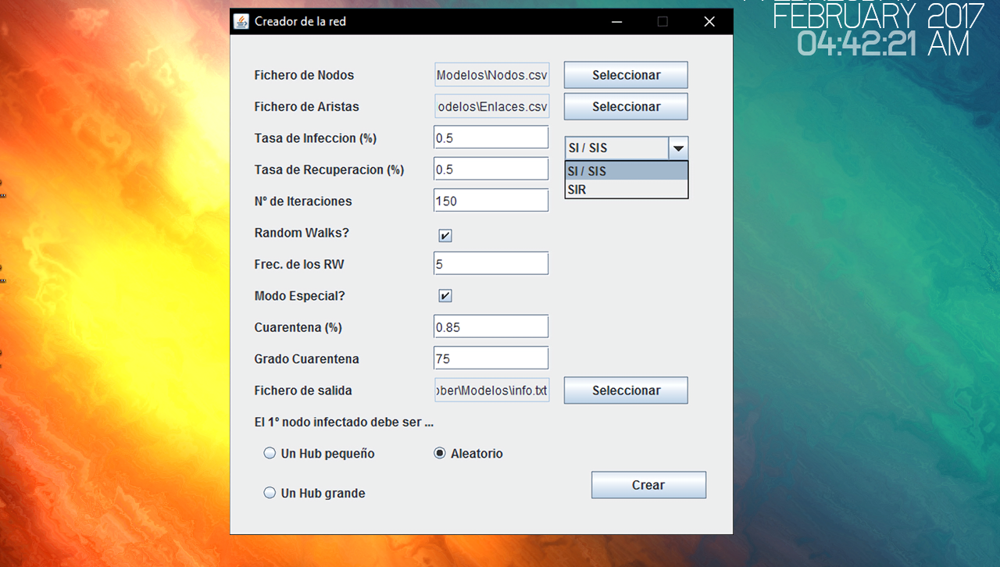 Creador de la red
FEBRUARY 2017
04:42:21 AM
Fichero de Nodos Modelos\Nodos.csv Seleccionar
Fichero de Aristas odelos\Enlaces.csv Seleccionar
Tasa de Infeccion (%) 0.5 SI / SIS
Tasa de Recuperacion (%) 0.5 SI / SIS
SIR
Nº de Iteraciones 150
Random Walks?
Frec. de los RW 5
Modo Especial?
Cuarentena (%) 0.85
Grado Cuarentena 75
Fichero de salida ober\Modelos\info.txt Seleccionar
El 1º nodo infectado debe ser ...
Un Hub pequeño Aleatorio
Un Hub grande Crear